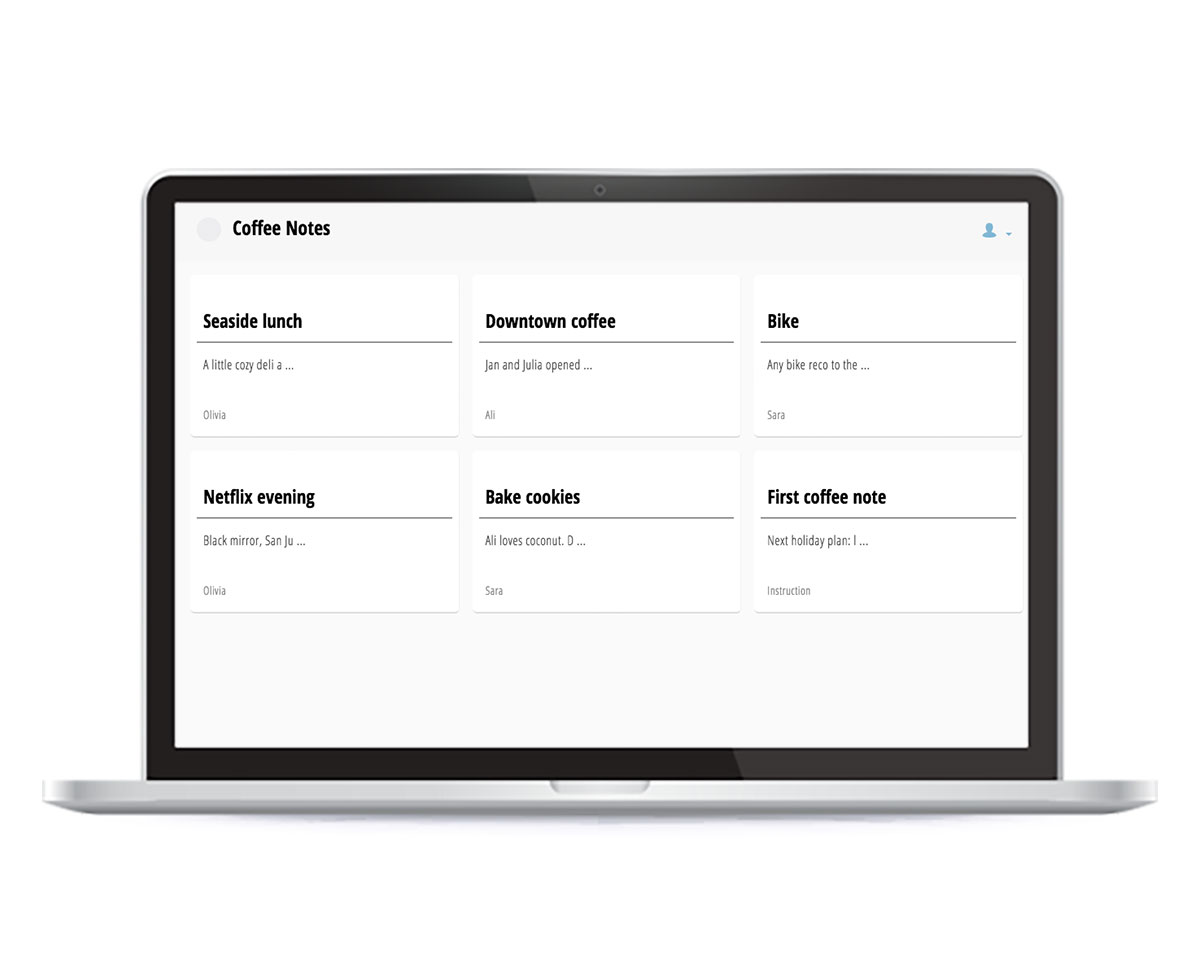 Coffee Notes
Seaside lunch
A little cozy deli a ...
Olivia
Downtown coffee
Jan and Julia opened ...
Ali
Bike
Any bike reco to the ...
Sara
Netflix evening
Black mirror, San Ju ...
Olivia
Bake cookies
Ali loves coconut. D ...
Sara
First coffee note
Next holiday plan: I ...
Instruction